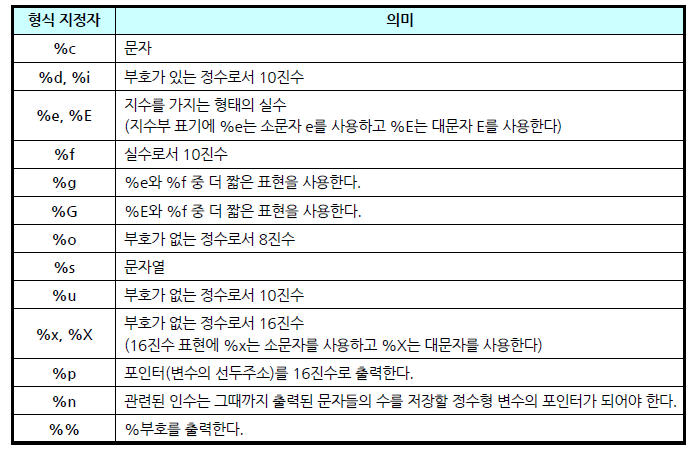 형식 지정자 의미
%c 문자
%d, %i 부호가 있는 정수로서 10진수
%e, %E 지수를 가지는 형태의 실수
(지수부 표기에 %e는 소문자 e를 사용하고 %E는 대문자 E를 사용한다)
%f 실수로서 10진수
%g %e와 %f 중 더 짧은 표현을 사용한다.
%G %E와 %f 중 더 짧은 표현을 사용한다.
%o 부호가 없는 정수로서 8진수
%s 문자열
%u 부호가 없는 정수로서 10진수
%x, %X 부호가 없는 정수로서 16진수
(16진수 표현에 %x는 소문자를 사용하고 %X는 대문자를 사용한다)
%p 포인터(변수의 선두주소)를 16진수로 출력한다.
%n 관련된 인수는 그때까지 출력된 문자들의 수를 저장할 정수형 변수의 포인터가 되어야 한다.
%% %부호를 출력한다.